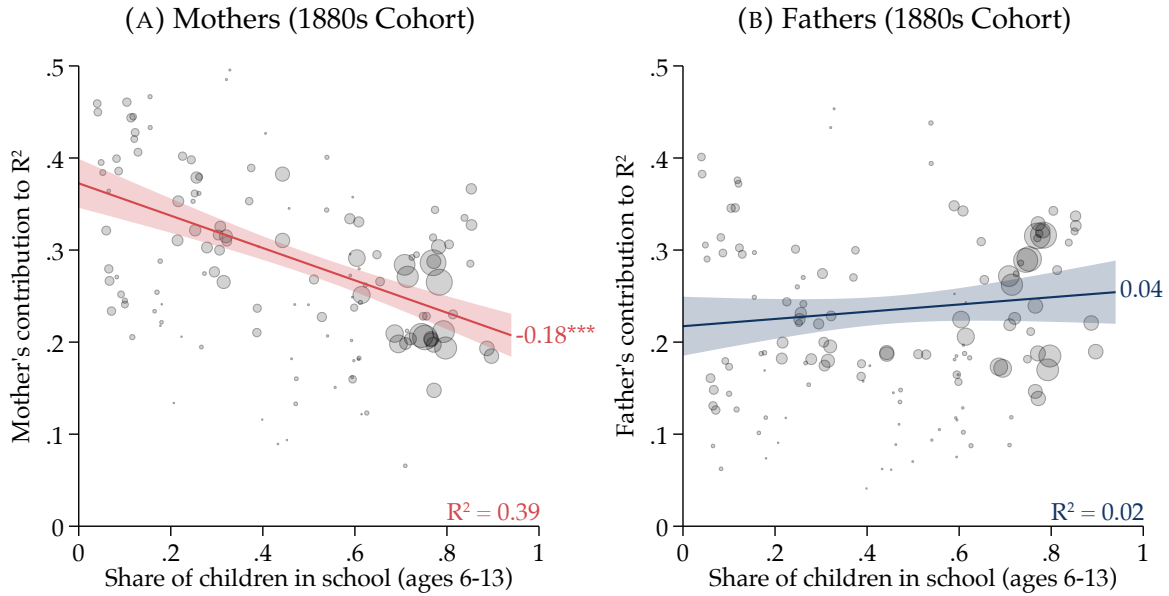 (A) Mothers (1880s Cohort)
Mother's contribution to R²
.5
.4
.3
.2
.1
0
-0.18***
R² = 0.39
0 .2 .4 .6 .8 1
Share of children in school (ages 6-13)
(B) Fathers (1880s Cohort)
Father's contribution to R²
.5
.4
.3
.2
.1
0
0.04
R² = 0.02
0 .2 .4 .6 .8 1
Share of children in school (ages 6-13)